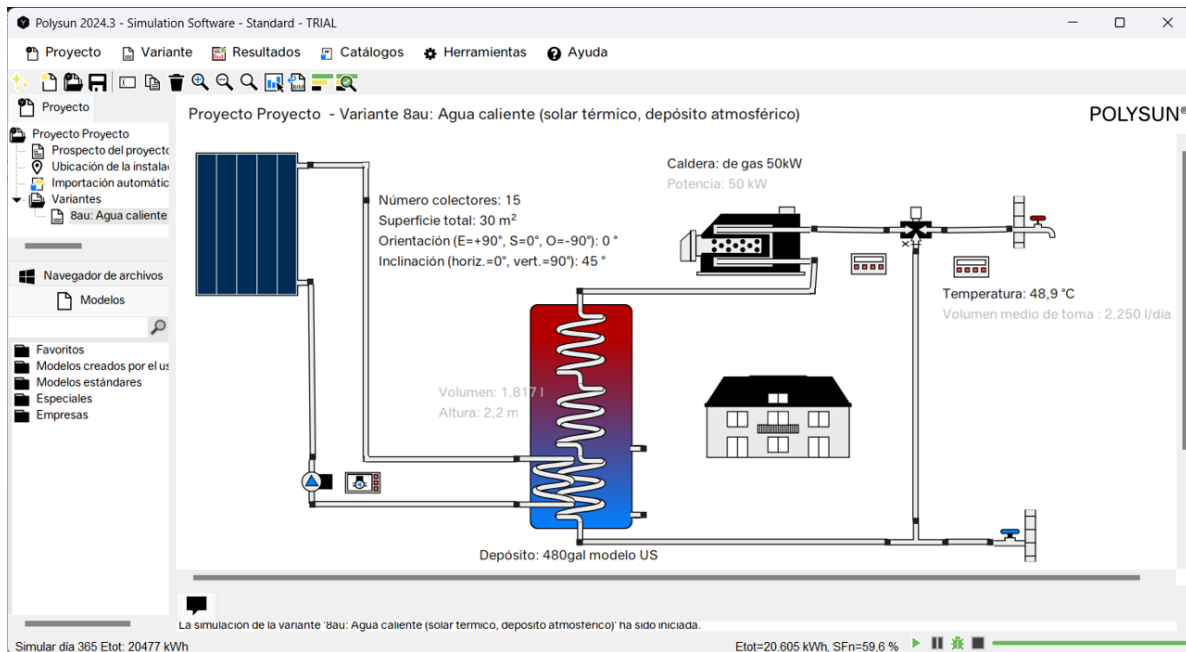 Polysun 2024.3 - Simulation Software - Standard - TRIAL
Proyecto Variante Resultados Catálogos Herramientas Ayuda
BIM
Proyecto
Proyecto Proyecto - Variante 8au: Agua caliente (solar térmico, depósito atmosférico)
POLYSUN®
Proyecto Proyecto
Prospecto del proyecto
Ubicación de la instala
Importación automátic
Variantes
8au: Agua caliente
Navegador de archivos
Modelos
Favoritos
Modelos creados por el us
Modelos estándares
Especiales
Empresas
Número colectores: 15
Superficie total: 30 m²
Orientación (E=+90°, S=0°, O=-90°): 0 °
Inclinación (horiz.=0°, vert.=90°): 45 °
Caldera: de gas 50kW
Potencia: 50 kW
Temperatura: 48,9 °C
Volumen medio de toma : 2.250 l/día
Volumen: 1.817 l
Altura: 2,2 m
Depósito: 480gal modelo US
La simulación de la variante '8au: Agua caliente (solar térmico, depósito atmosférico)' ha sido iniciada.
Simular día 365 Etot: 20477 kWh
Etot=20.605 kWh, SFn=59,6 %